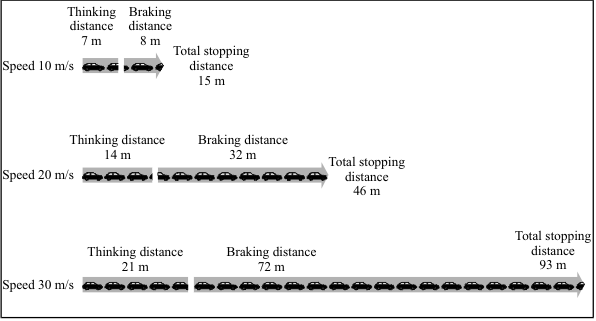 Thinking distance 7 m
Braking distance 8 m
Speed 10 m/s
Total stopping distance 15 m
Thinking distance
14 m
Braking distance
32 m
Speed 20 m/s
Total stopping distance 46 m
Thinking distance
21 m
Braking distance
72 m
Speed 30 m/s
Total stopping distance 93 m